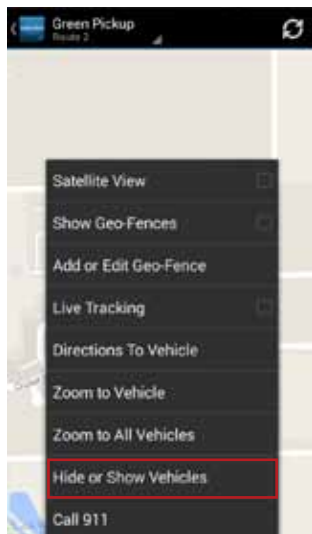 Green Pickup
Route 2
Satellite View
Show Geo-Fences
Add or Edit Geo-Fence
Live Tracking
Directions To Vehicle
Zoom to Vehicle
Zoom to All Vehicles
Hide or Show Vehicles
Call 911